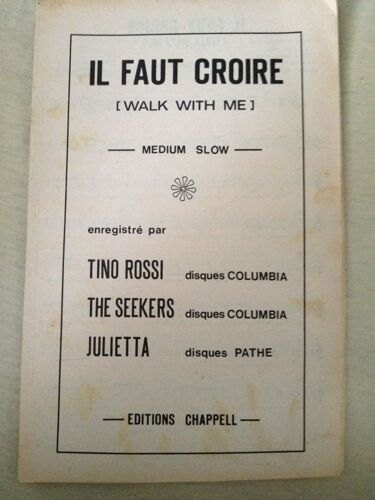 IL FAUT CROIRE
[ WALK WITH ME ]
MEDIUM SLOW
enregistré par
TINO ROSSI disques COLUMBIA
THE SEEKERS disques COLUMBIA
JULIETTA disques PATHE
EDITIONS CHAPPELL